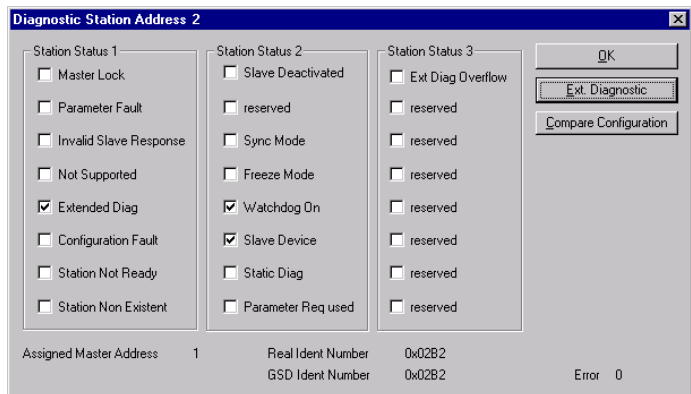 Diagnostic Station Address 2
Station Status 1
Master Lock
Parameter Fault
Invalid Slave Response
Not Supported
Extended Diag
Configuration Fault
Station Not Ready
Station Non Existent
Station Status 2
Slave Deactivated
reserved
Sync Mode
Freeze Mode
Watchdog On
Slave Device
Static Diag
Parameter Req used
Station Status 3
Ext Diag Overflow
reserved
reserved
reserved
reserved
reserved
reserved
reserved
OK
Ext. Diagnostic
Compare Configuration
Assigned Master Address 1
Real Ident Number 0x02B2
GSD Ident Number 0x02B2
Error 0